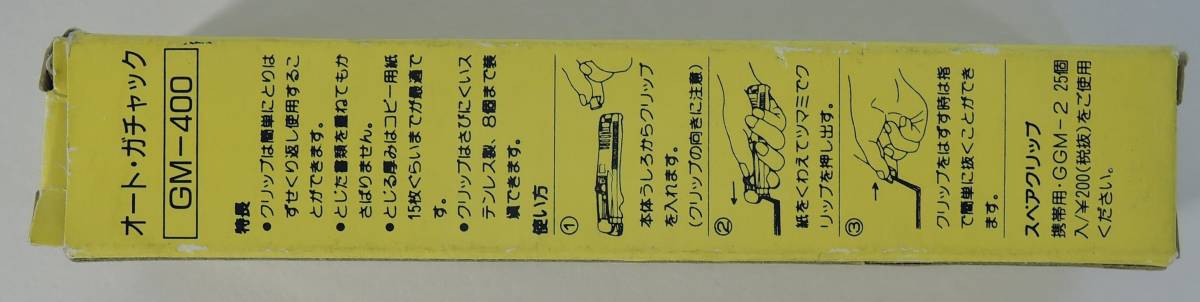 オート・ガチャック
GM-400
特長
●クリップは簡単にとりは
ずせくり返し使用するこ
とができます。
●とじた書類を重ねてもか
さばりません。
●とじる厚みはコピー用紙
15枚ぐらいまでが最適で
す。
●クリップはさびにくいス
テンレス製、8個まで装
填できます。
使い方
①
本体うしろからクリップ
を入れます。
(クリップの向きに注意)
②
紙をくわえてツマミでク
リップを押し出す。
③
クリップをはずす時は指
で簡単に抜くことができ
ます。
スペアクリップ
携帯用・GGM-2 25個
入/¥200(税抜)をご使用
ください。